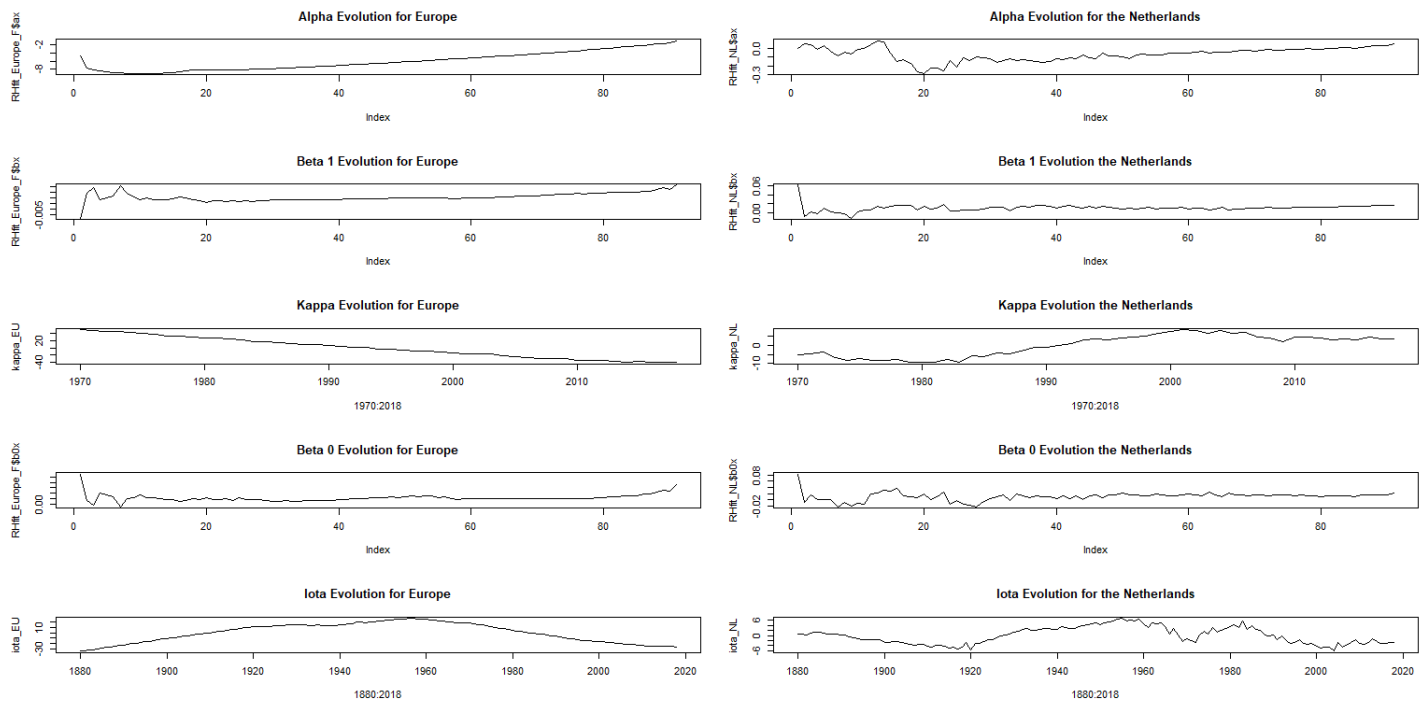 Alpha Evolution for Europe
RHfit_Europe_F$ax
-2
-8
0 20 40 60 80
Index
Alpha Evolution for the Netherlands
RHfit_NL$ax
0.0
-0.3
0 20 40 60 80
Index
Beta 1 Evolution for Europe
RHfit_Europe_F$bx
-0.005
0 20 40 60 80
Index
Beta 1 Evolution the Netherlands
RHfit_NL$bx
0.06
0.00
0 20 40 60 80
Index
Kappa Evolution for Europe
kappa_EU
20
-40
1970 1980 1990 2000 2010
1970:2018
Kappa Evolution the Netherlands
kappa_NL
0
-10
1970 1980 1990 2000 2010
1970:2018
Beta 0 Evolution for Europe
RHfit_Europe_F$b0x
0.00
0 20 40 60 80
Index
Beta 0 Evolution the Netherlands
RHfit_NL$b0x
0.08
-0.02
0 20 40 60 80
Index
Iota Evolution for Europe
iota_EU
10
-30
1880 1900 1920 1940 1960 1980 2000 2020
1880:2018
Iota Evolution for the Netherlands
iota_NL
6
0
-6
1880 1900 1920 1940 1960 1980 2000 2020
1880:2018